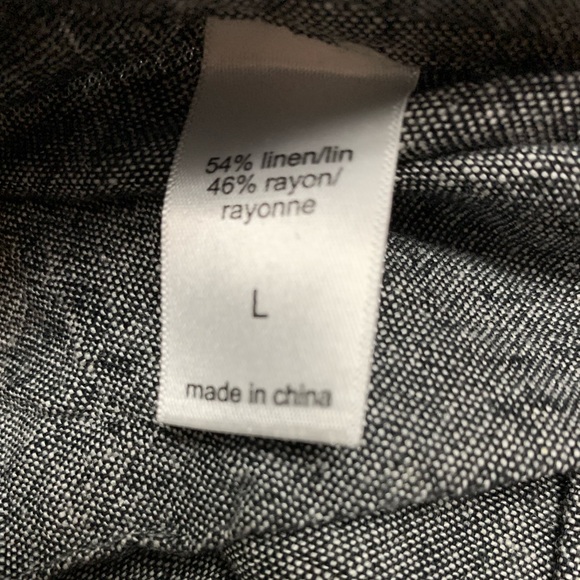 54% linen/lin
46% rayon/
rayonne
L
made in china